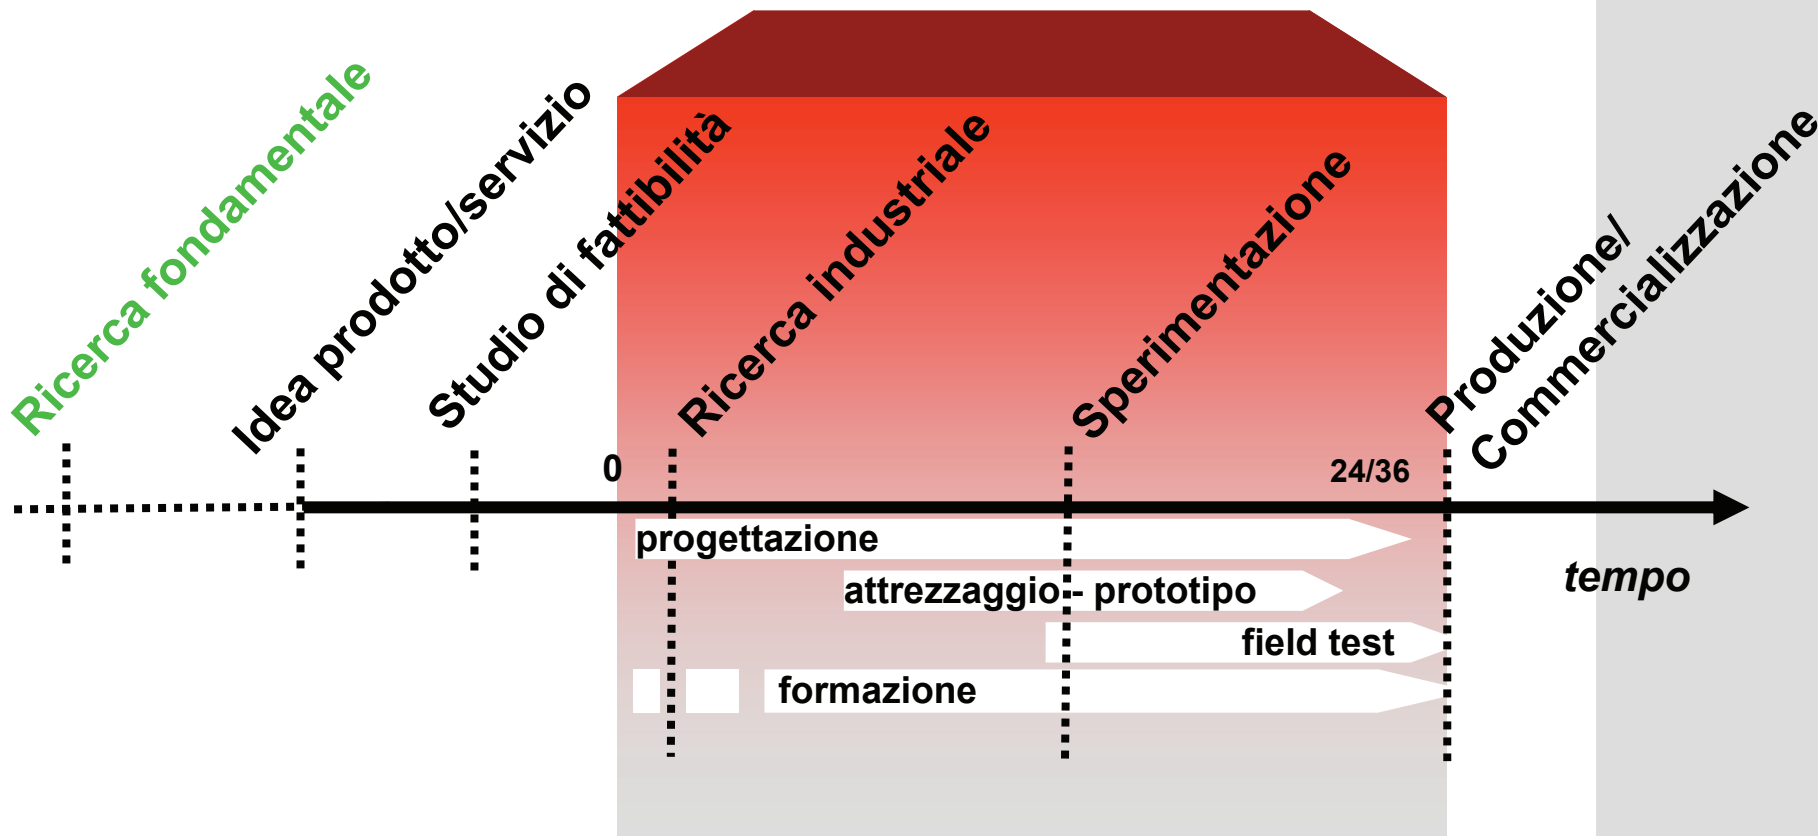 Ricerca fondamentale
Idea prodotto/servizio
Studio di fattibilità
Ricerca industriale
Sperimentazione
Produzione/
Commercializzazione
0
24/36
progettazione
attrezzaggio - prototipo
field test
formazione
tempo